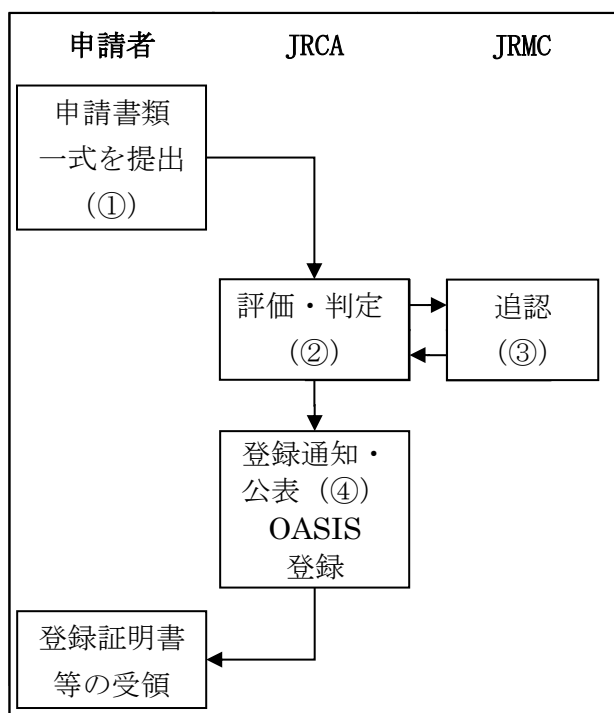 申請者 JRCA JRMC
申請書類
一式を提出
(①)
評価・判定
(②)
追認
(③)
登録通知・
公表（④）
OASIS
登録
登録証明書
等の受領